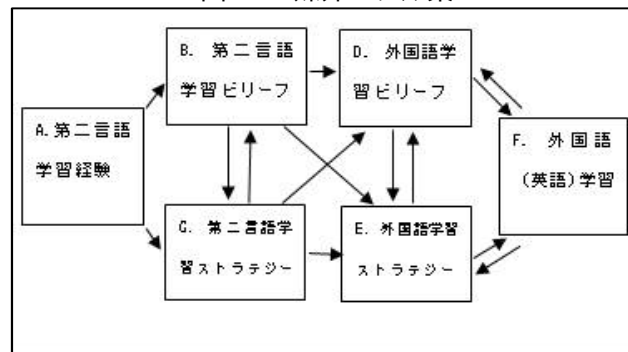 B. 第二言語
学習ビリーフ
D. 外国語学
習ビリーフ
A.第二言語
学習経験
F. 外国語
(英語)学習
C. 第二言語学
習ストラテジー
E. 外国語学習
ストラテジー